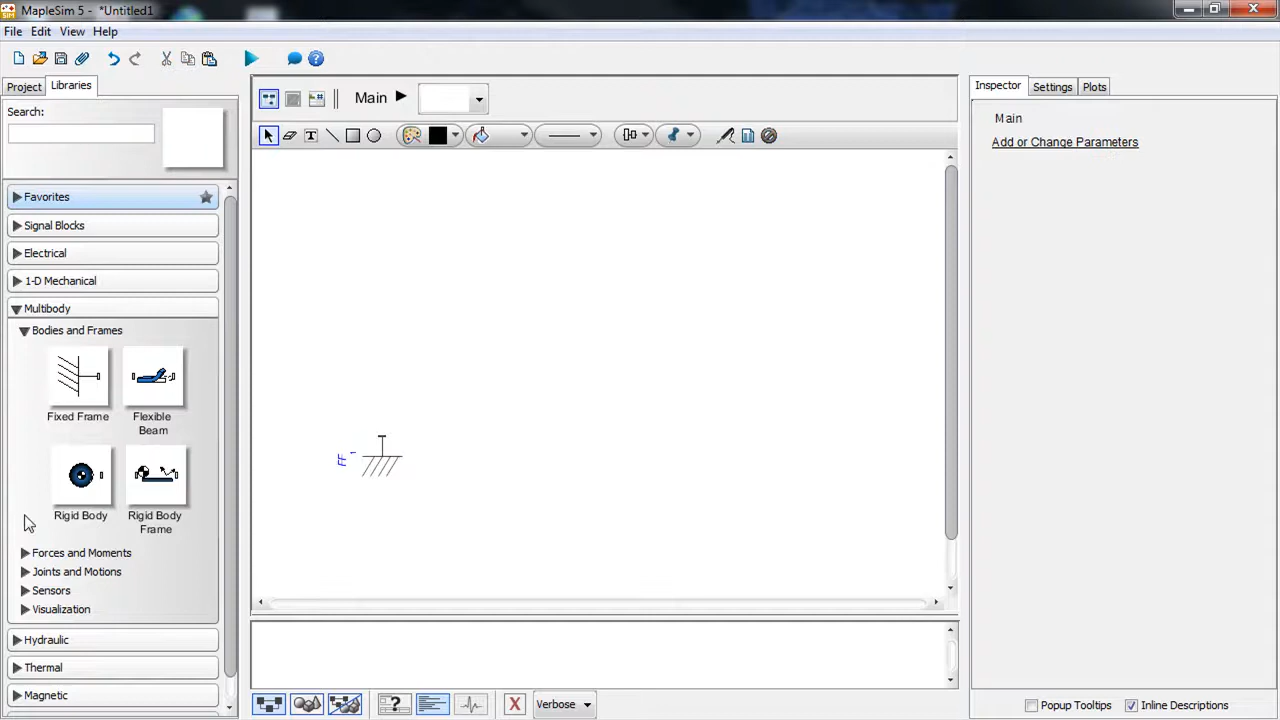 MapleSim 5 - *Untitled1
File Edit View Help
Project Libraries
Search:
Favorites
Signal Blocks
Electrical
1-D Mechanical
Multibody
Bodies and Frames
Fixed Frame
Flexible Beam
Rigid Body
Rigid Body Frame
Forces and Moments
Joints and Motions
Sensors
Visualization
Hydraulic
Thermal
Magnetic
Main
Verbose
Inspector Settings Plots
Main
Add or Change Parameters
Popup Tooltips Inline Descriptions